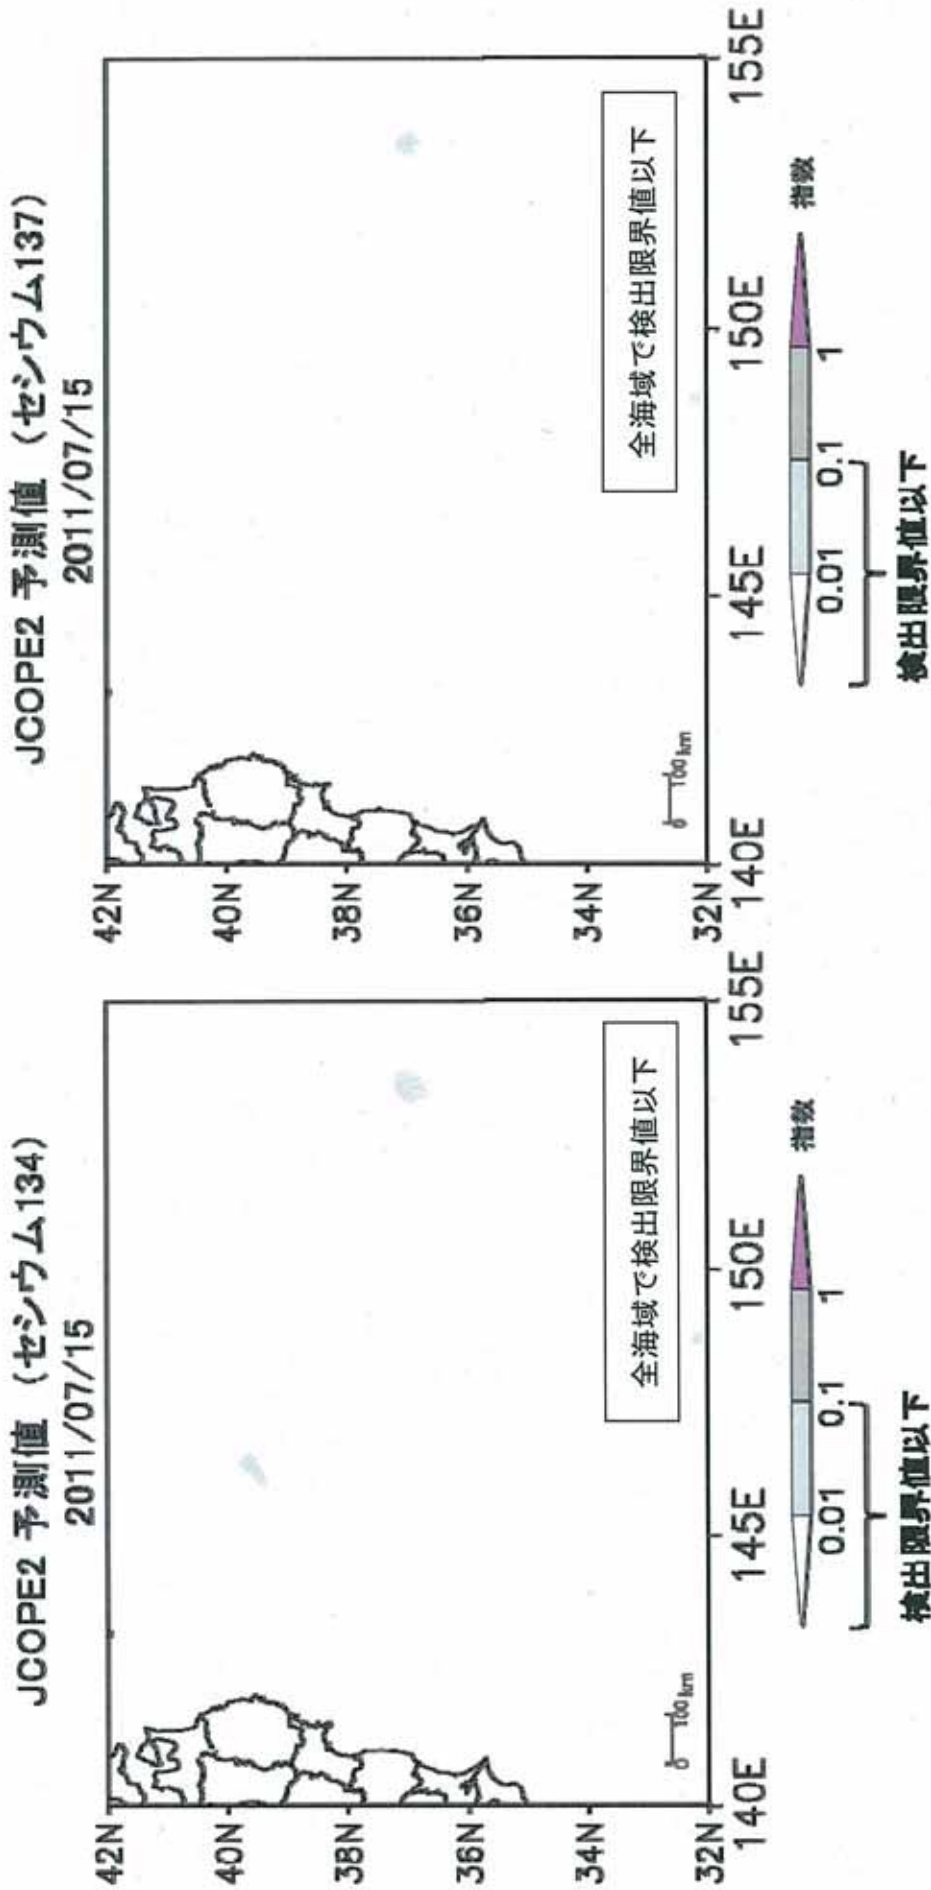 JCOPE2 予測値 (セシウム134)
2011/07/15
42N
40N
38N
36N
34N
32N
140E
145E
150E
155E
0 100km
全海域で検出限界値以下
0.01
0.1
1
指数
検出限界値以下
JCOPE2 予測値 (セシウム137)
2011/07/15
42N
40N
38N
36N
34N
32N
140E
145E
150E
155E
0 100km
全海域で検出限界値以下
0.01
0.1
1
指数
検出限界値以下